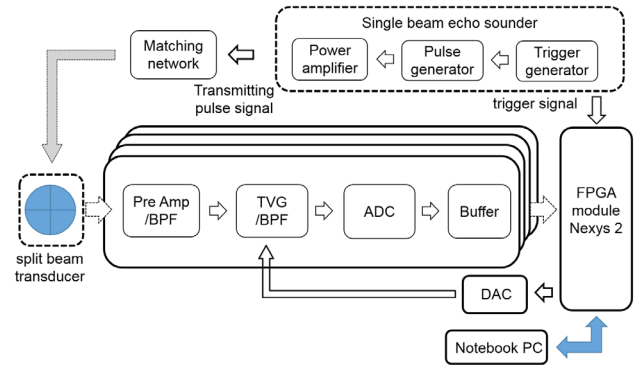 Single beam echo sounder
Matching
network
Power
amplifier
Pulse
generator
Trigger
generator
Transmitting
pulse signal
trigger signal
Pre Amp
/BPF
TVG
/BPF
ADC
Buffer
FPGA
module
Nexys 2
split beam
transducer
DAC
Notebook PC